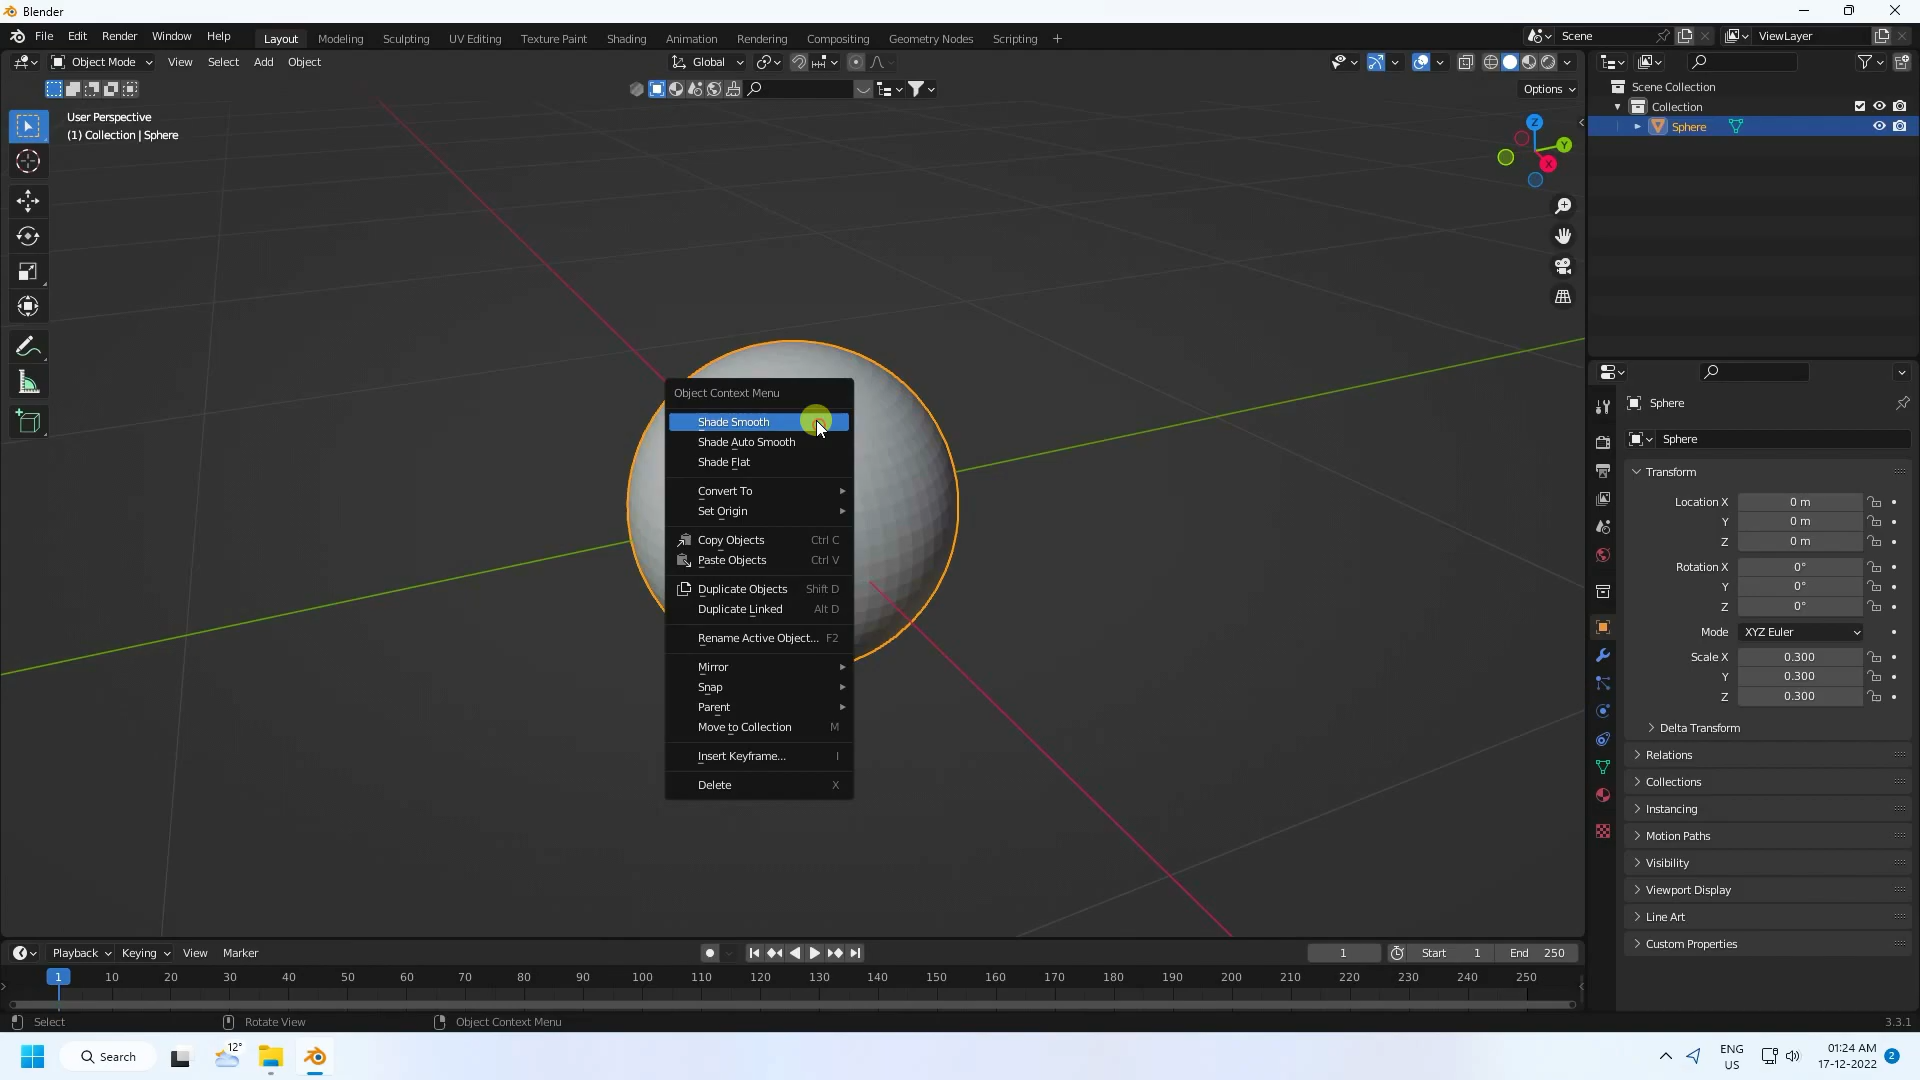 Blender
File Edit Render Window Help Layout Modeling Sculpting UV Editing Texture Paint Shading Animation Rendering Compositing Geometry Nodes Scripting + Scene ViewLayer
Object Mode View Select Add Object Global
Options
User Perspective
(1) Collection | Sphere
Z
Y
X
Scene Collection
Collection
Sphere
Object Context Menu
Shade Smooth
Shade Auto Smooth
Shade Flat
Convert To
Set Origin
Copy Objects Ctrl C
Paste Objects Ctrl V
Duplicate Objects Shift D
Duplicate Linked Alt D
Rename Active Object... F2
Mirror
Snap
Parent
Move to Collection M
Insert Keyframe... I
Delete X
Sphere
Sphere
Transform
Location X 0 m
Y 0 m
Z 0 m
Rotation X 0°
Y 0°
Z 0°
Mode XYZ Euler
Scale X 0.300
Y 0.300
Z 0.300
Delta Transform
Relations
Collections
Instancing
Motion Paths
Visibility
Viewport Display
Line Art
Custom Properties
Playback Keying View Marker 1 Start 1 End 250
1 10 20 30 40 50 60 70 80 90 100 110 120 130 140 150 160 170 180 190 200 210 220 230 240 250
Select Rotate View Object Context Menu 3.3.1
Search 12° ENG US 01:24 AM 17-12-2022 2